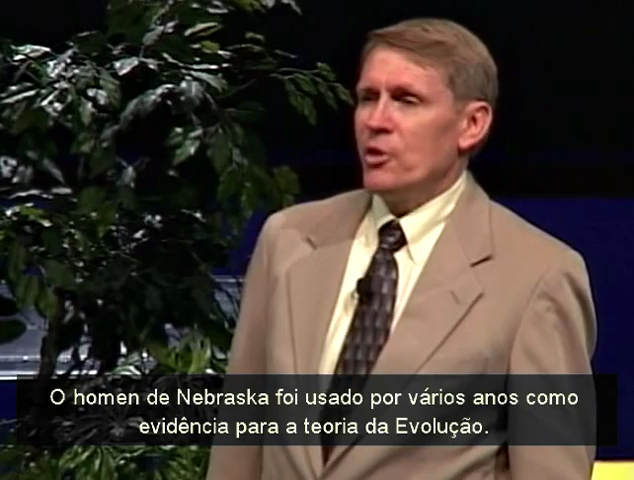 O homen de Nebraska foi usado por vários anos como
evidência para a teoria da Evolução.